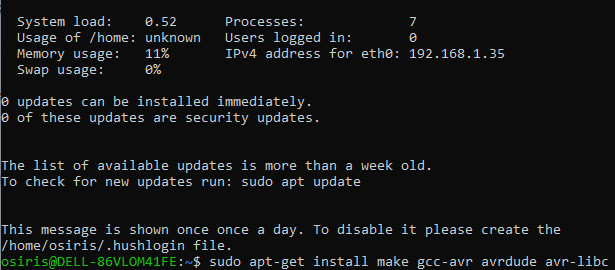 System load:    0.52      Processes:               7
Usage of /home: unknown   Users logged in:         0
Memory usage:   11%       IPv4 address for eth0: 192.168.1.35
Swap usage:     0%
0 updates can be installed immediately.
0 of these updates are security updates.
The list of available updates is more than a week old.
To check for new updates run: sudo apt update
This message is shown once once a day. To disable it please create the
/home/osiris/.hushlogin file.
osiris@DELL-86VLOM41FE:~$ sudo apt-get install make gcc-avr avrdude avr-libc